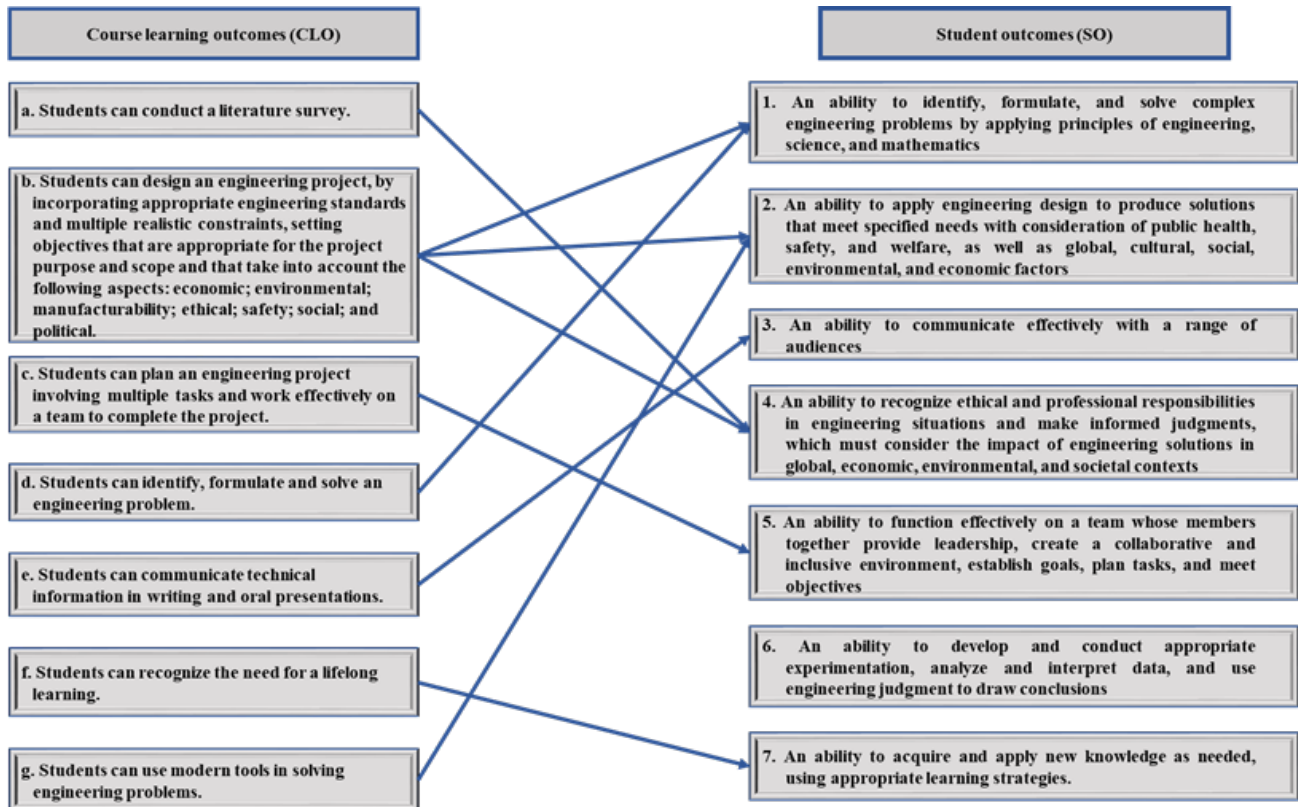 Course learning outcomes (CLO)
a. Students can conduct a literature survey.
b. Students can design an engineering project, by
incorporating appropriate engineering standards
and multiple realistic constraints, setting
objectives that are appropriate for the project
purpose and scope and that take into account the
following aspects: economic; environmental;
manufacturability; ethical; safety; social; and
political.
c. Students can plan an engineering project
involving multiple tasks and work effectively on
a team to complete the project.
d. Students can identify, formulate and solve an
engineering problem.
e. Students can communicate technical
information in writing and oral presentations.
f. Students can recognize the need for a lifelong
learning.
g. Students can use modern tools in solving
engineering problems.
Student outcomes (SO)
1. An ability to identify, formulate, and solve complex
engineering problems by applying principles of engineering,
science, and mathematics
2. An ability to apply engineering design to produce solutions
that meet specified needs with consideration of public health,
safety, and welfare, as well as global, cultural, social,
environmental, and economic factors
3. An ability to communicate effectively with a range of
audiences
4. An ability to recognize ethical and professional responsibilities
in engineering situations and make informed judgments,
which must consider the impact of engineering solutions in
global, economic, environmental, and societal contexts
5. An ability to function effectively on a team whose members
together provide leadership, create a collaborative and
inclusive environment, establish goals, plan tasks, and meet
objectives
6. An ability to develop and conduct appropriate
experimentation, analyze and interpret data, and use
engineering judgment to draw conclusions
7. An ability to acquire and apply new knowledge as needed,
using appropriate learning strategies.